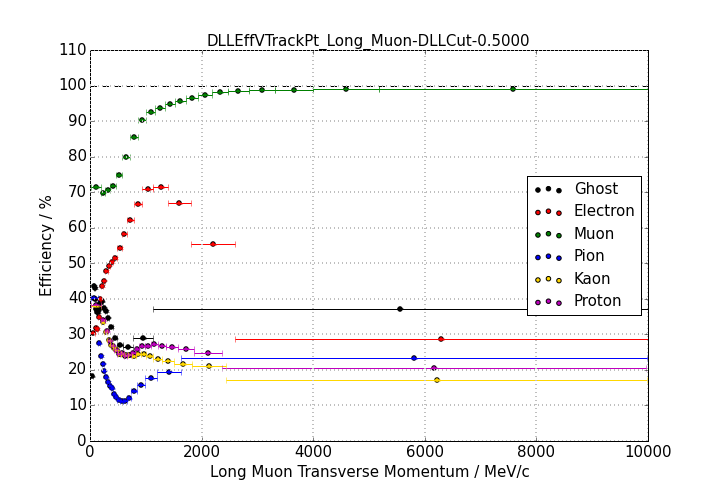 DLLEffVTrackPt_Long_Muon-DLLCut-0.5000
110
100
90
80
70
60
50
40
30
20
10
0
Efficiency / %
Ghost
Electron
Muon
Pion
Kaon
Proton
0 2000 4000 6000 8000 10000
Long Muon Transverse Momentum / MeV/c